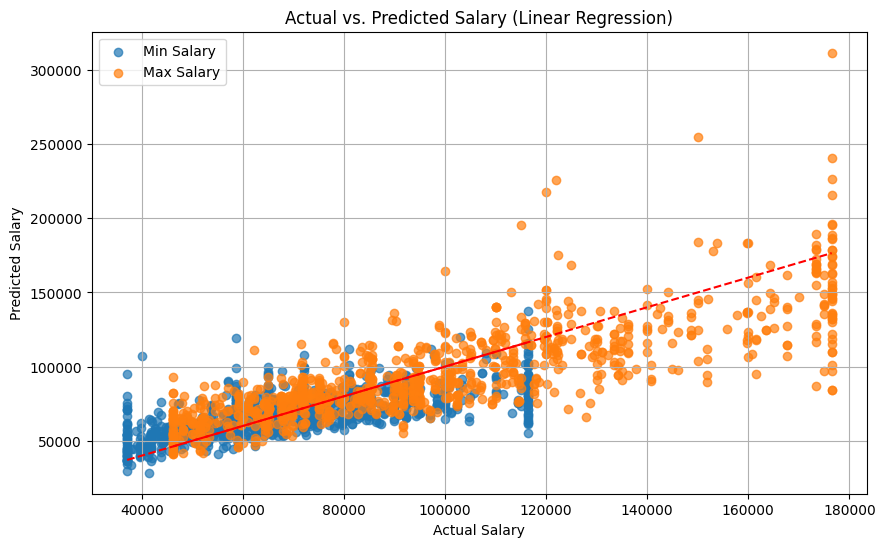 Actual vs. Predicted Salary (Linear Regression)
Min Salary
Max Salary
300000
250000
200000
150000
100000
50000
Predicted Salary
40000
60000
80000
100000
120000
140000
160000
180000
Actual Salary